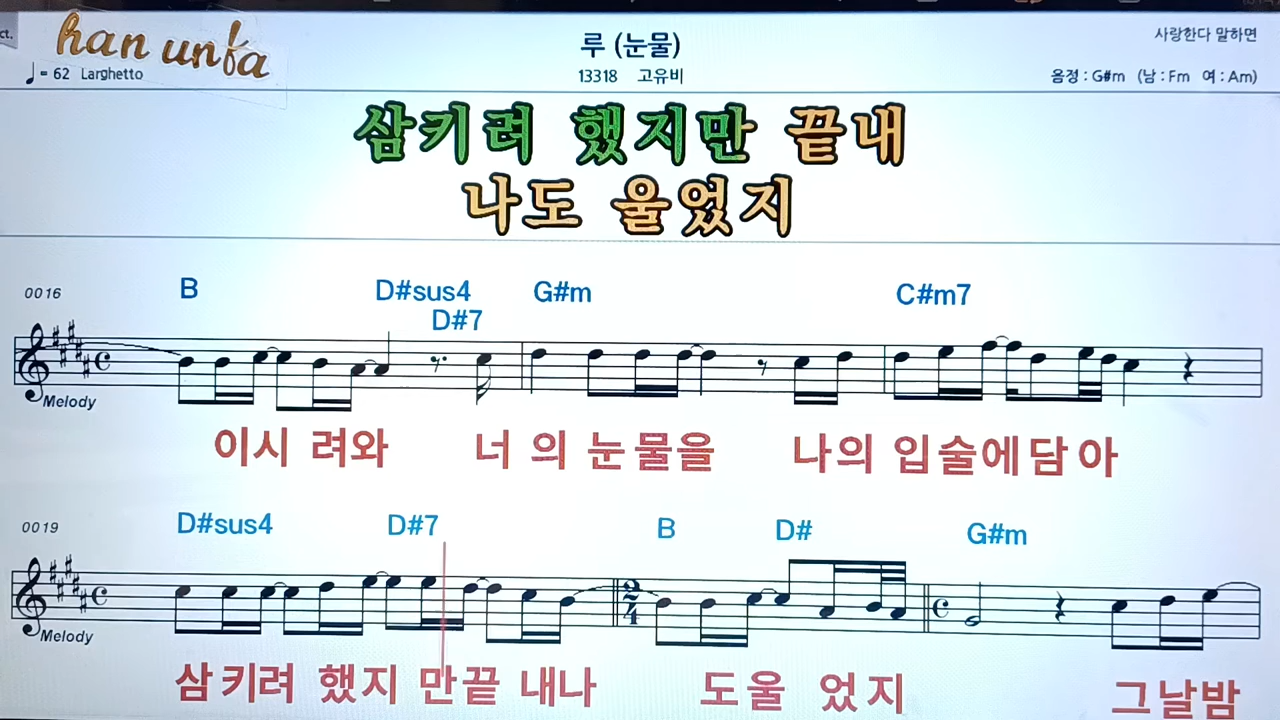 ct.
han unfa
루 (눈물)
사랑한다 말하면
♩= 62 Larghetto
13318 고유비
음정 : G#m (남 : Fm 여 : Am)
삼키려 했지만 끝내
나도 울었지
0016
B D#sus4 G#m C#m7
D#7
Melody
이시 려와 너 의 눈물을 나의 입술에담 아
0019
D#sus4 D#7 B D# G#m
2/4
Melody
삼키려 했지 만끝 내나 도울 었지 그날밤